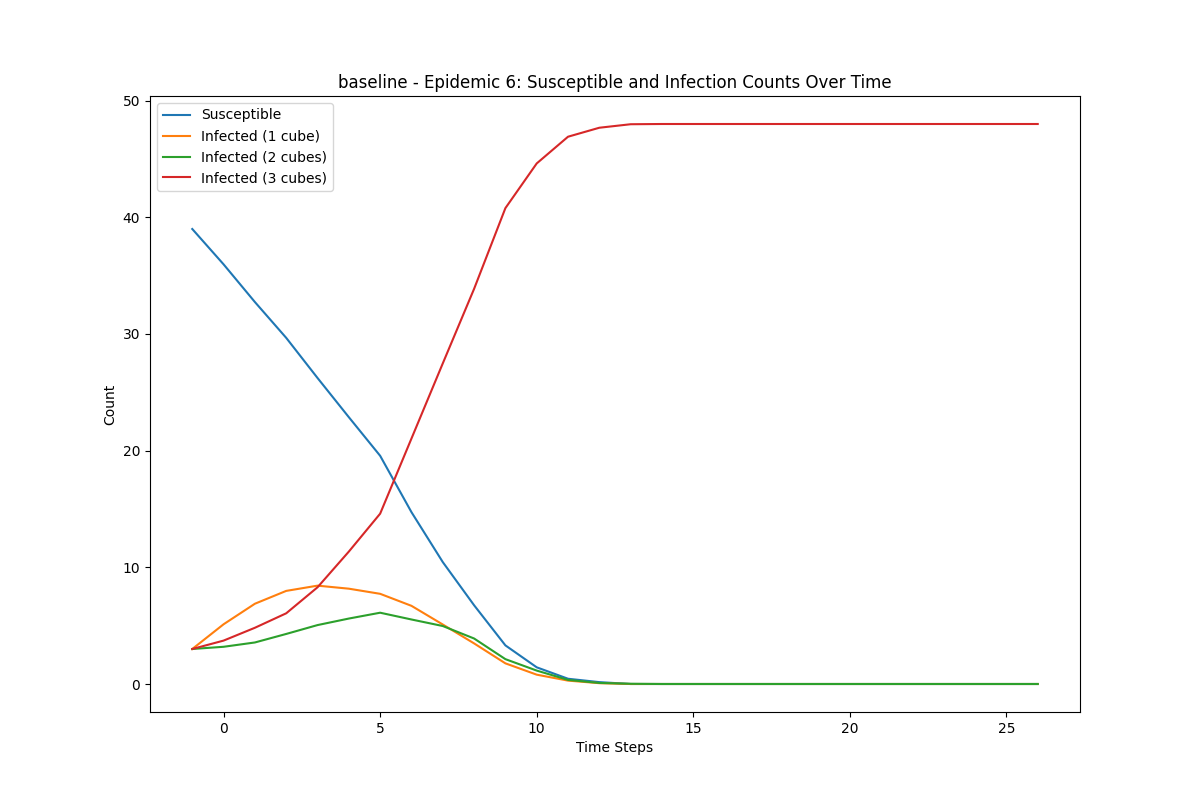 baseline - Epidemic 6: Susceptible and Infection Counts Over Time
Susceptible
Infected (1 cube)
Infected (2 cubes)
Infected (3 cubes)
50
40
30
20
10
0
Count
0 5 10 15 20 25
Time Steps